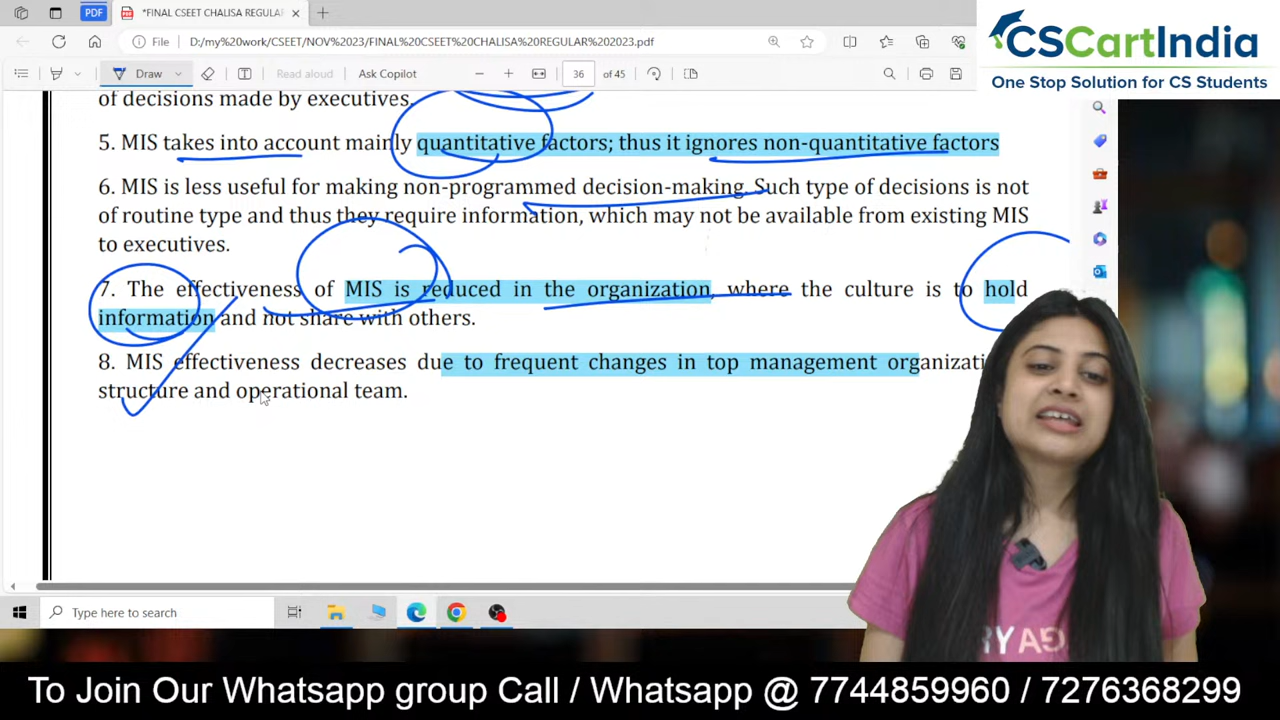 PDF
*FINAL CSEET CHALISA REGULAR
File
D:/my%20work/CSEET/NOV%2023/FINAL%20CSEET%20CHALISA%20REGULAR%202023.pdf
Draw
Read aloud
Ask Copilot
36
of 45
CSCartIndia
One Stop Solution for CS Students
of decisions made by executives.
5. MIS takes into account mainly quantitative factors; thus it ignores non-quantitative factors
6. MIS is less useful for making non-programmed decision-making. Such type of decisions is not
of routine type and thus they require information, which may not be available from existing MIS
to executives.
7. The effectiveness of MIS is reduced in the organization, where the culture is to hold
information and not share with others.
8. MIS effectiveness decreases due to frequent changes in top management
structure and operational team.
Type here to search
To Join Our Whatsapp group Call / Whatsapp @ 7744859960 / 7276368299